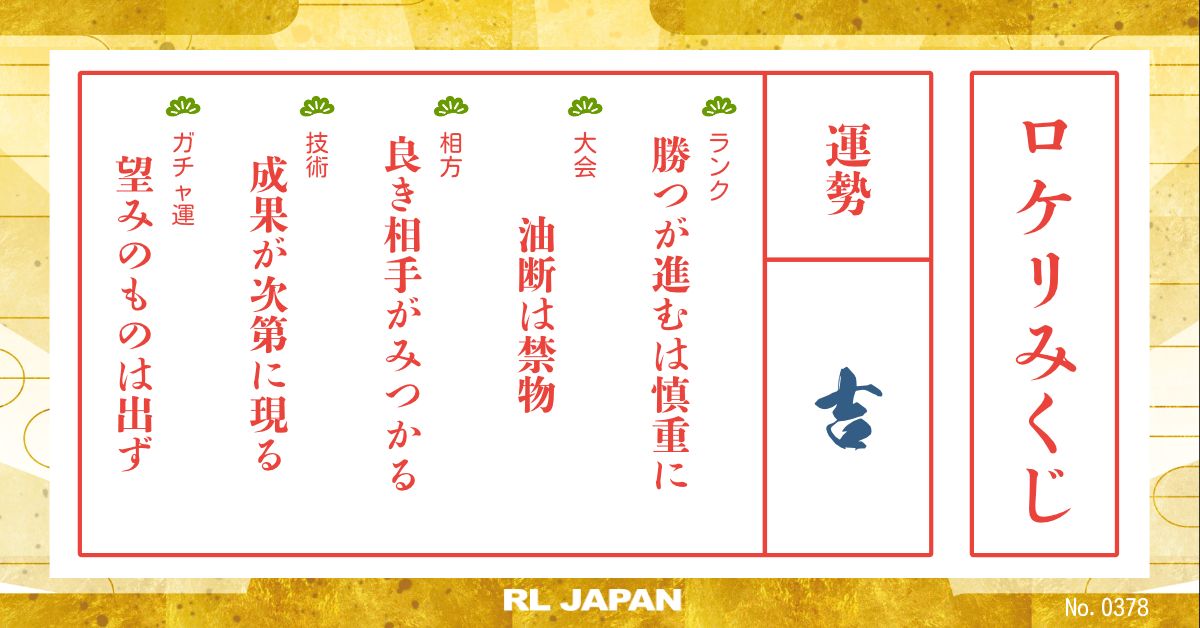 ロケリみくじ
運勢
吉
ランク
勝つが進むは慎重に
大会
油断は禁物
相方
良き相手がみつかる
技術
成果が次第に現る
ガチャ運
望みのものは出ず
RL JAPAN
No. 0378